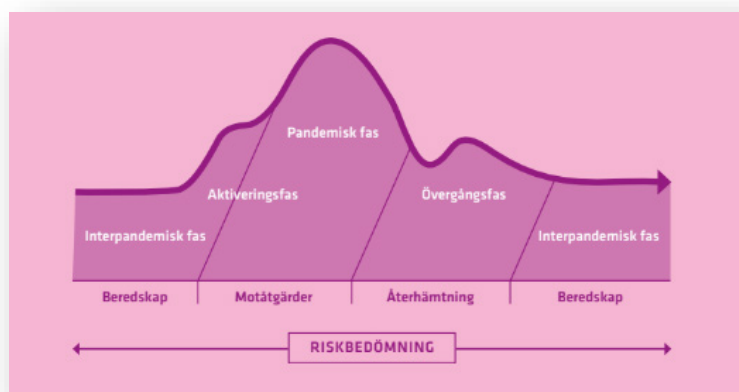 Pandemisk fas
Aktiveringsfas
Övergångsfas
Interpandemisk fas
Interpandemisk fas
Beredskap
Motåtgärder
Återhämtning
Beredskap
RISKBEDÖMNING